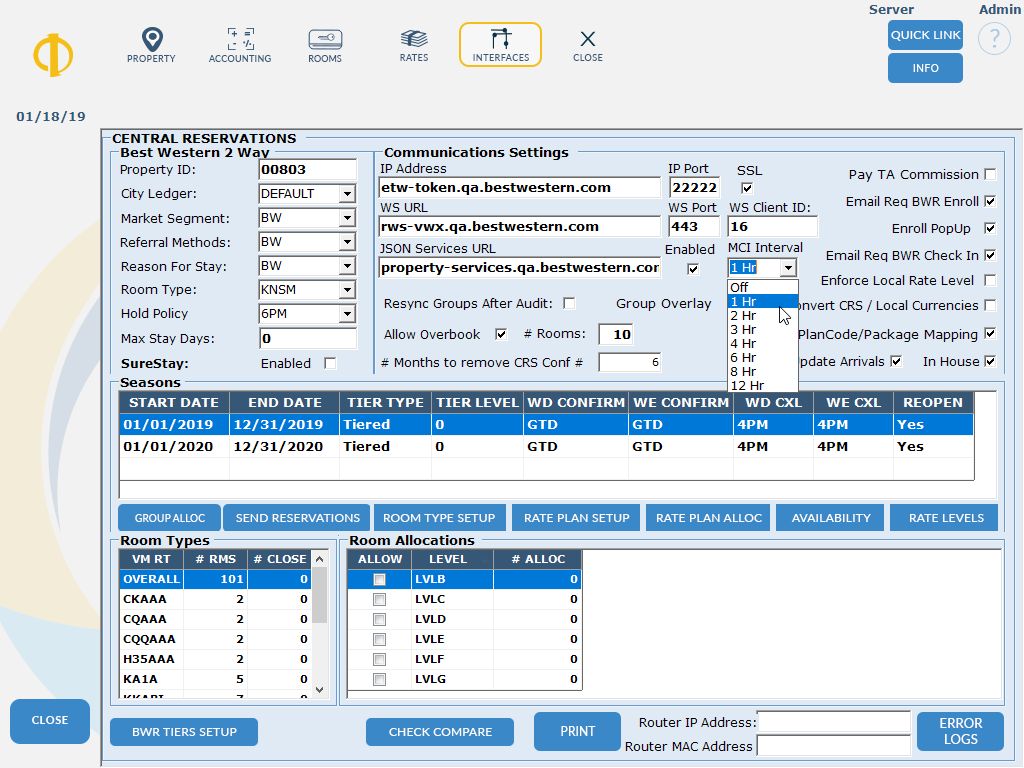 Server Admin
PROPERTY ACCOUNTING ROOMS RATES INTERFACES CLOSE
QUICK LINK
?
INFO
01/18/19
CENTRAL RESERVATIONS
Best Western 2 Way
Property ID: 00803
City Ledger: DEFAULT
Market Segment: BW
Referral Methods: BW
Reason For Stay: BW
Room Type: KNSM
Hold Policy 6PM
Max Stay Days: 0
SureStay: Enabled
Communications Settings
IP Address IP Port SSL
etw-token.qa.bestwestern.com 22222
WS URL WS Port WS Client ID:
rws-vwx.qa.bestwestern.com 443 16
JSON Services URL Enabled MCI Interval
property-services.qa.bestwestern.cor 1 Hr
Off
1 Hr
2 Hr
3 Hr
4 Hr
6 Hr
8 Hr
12 Hr
Resync Groups After Audit: Group Overlay
Allow Overbook # Rooms: 10
# Months to remove CRS Conf # 6
Pay TA Commission
Email Req BWR Enroll
Enroll PopUp
Email Req BWR Check In
Enforce Local Rate Level
onvert CRS / Local Currencies
PlanCode/Package Mapping
pdate Arrivals In House
Seasons
START DATE END DATE TIER TYPE TIER LEVEL WD CONFIRM WE CONFIRM WD CXL WE CXL REOPEN
01/01/2019 12/31/2019 Tiered 0 GTD GTD 4PM 4PM Yes
01/01/2020 12/31/2020 Tiered 0 GTD GTD 4PM 4PM Yes
GROUP ALLOC SEND RESERVATIONS ROOM TYPE SETUP RATE PLAN SETUP RATE PLAN ALLOC AVAILABILITY RATE LEVELS
Room Types
VM RT # RMS # CLOSE
OVERALL 101 0
CKAAA 2 0
CQAAA 2 0
CQQAAA 2 0
H35AAA 2 0
KA1A 5 0
Room Allocations
ALLOW LEVEL # ALLOC
LVLB 0
LVLC 0
LVLD 0
LVLE 0
LVLF 0
LVLG 0
CLOSE
BWR TIERS SETUP CHECK COMPARE PRINT
Router IP Address:
Router MAC Address
ERROR
LOGS